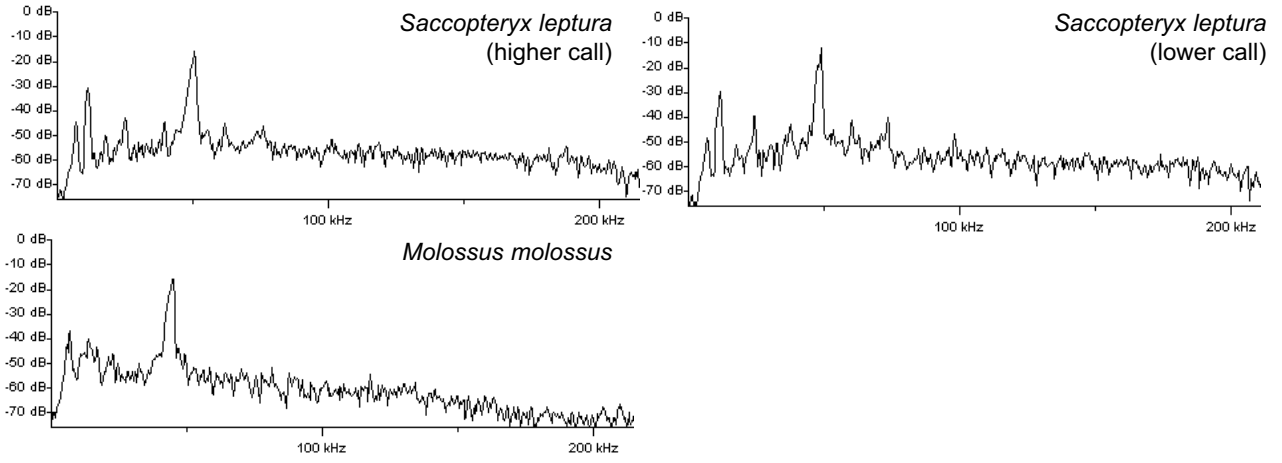 0 dB
-10 dB
-20 dB
-30 dB
-40 dB
-50 dB
-60 dB
-70 dB
Saccopteryx leptura
(higher call)
100 kHz
200 kHz
0 dB
-10 dB
-20 dB
-30 dB
-40 dB
-50 dB
-60 dB
-70 dB
Saccopteryx leptura
(lower call)
100 kHz
200 kHz
0 dB
-10 dB
-20 dB
-30 dB
-40 dB
-50 dB
-60 dB
-70 dB
Molossus molossus
100 kHz
200 kHz